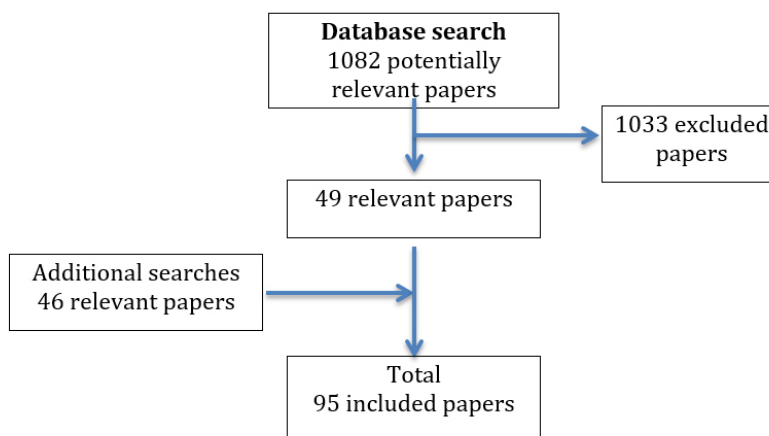 Database search
1082 potentially
relevant papers
1033 excluded
papers
49 relevant papers
Additional searches
46 relevant papers
Total
95 included papers